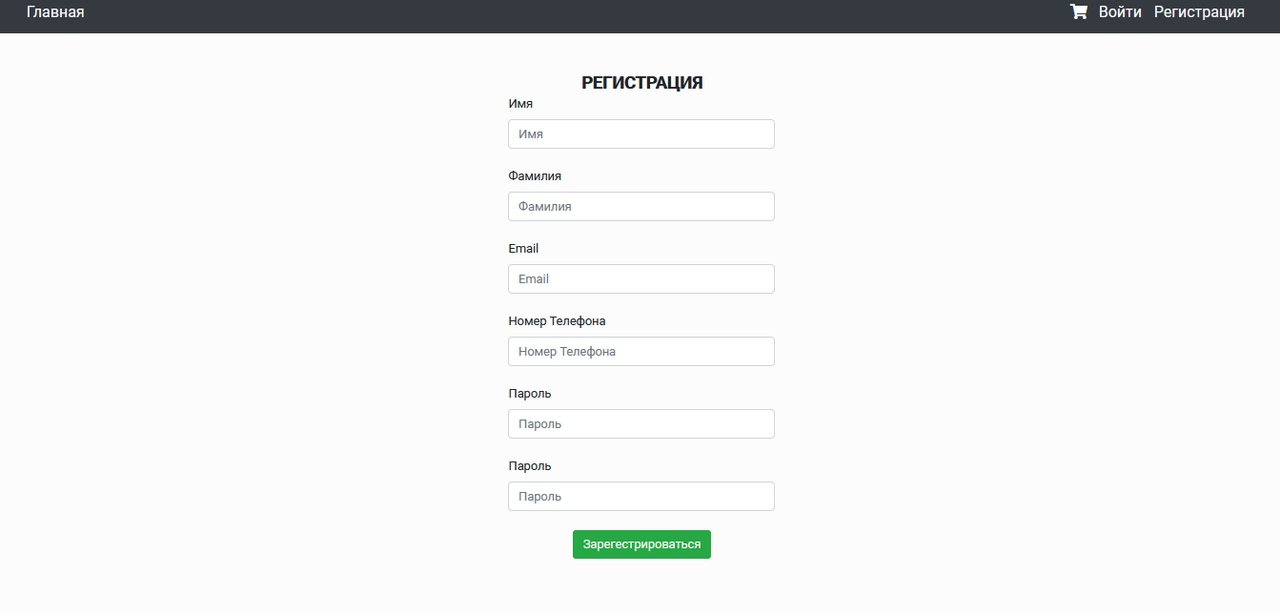 Главная Войти Регистрация
РЕГИСТРАЦИЯ
Имя
Имя
Фамилия
Фамилия
Email
Email
Номер Телефона
Номер Телефона
Пароль
Пароль
Пароль
Пароль
Зарегестрироваться